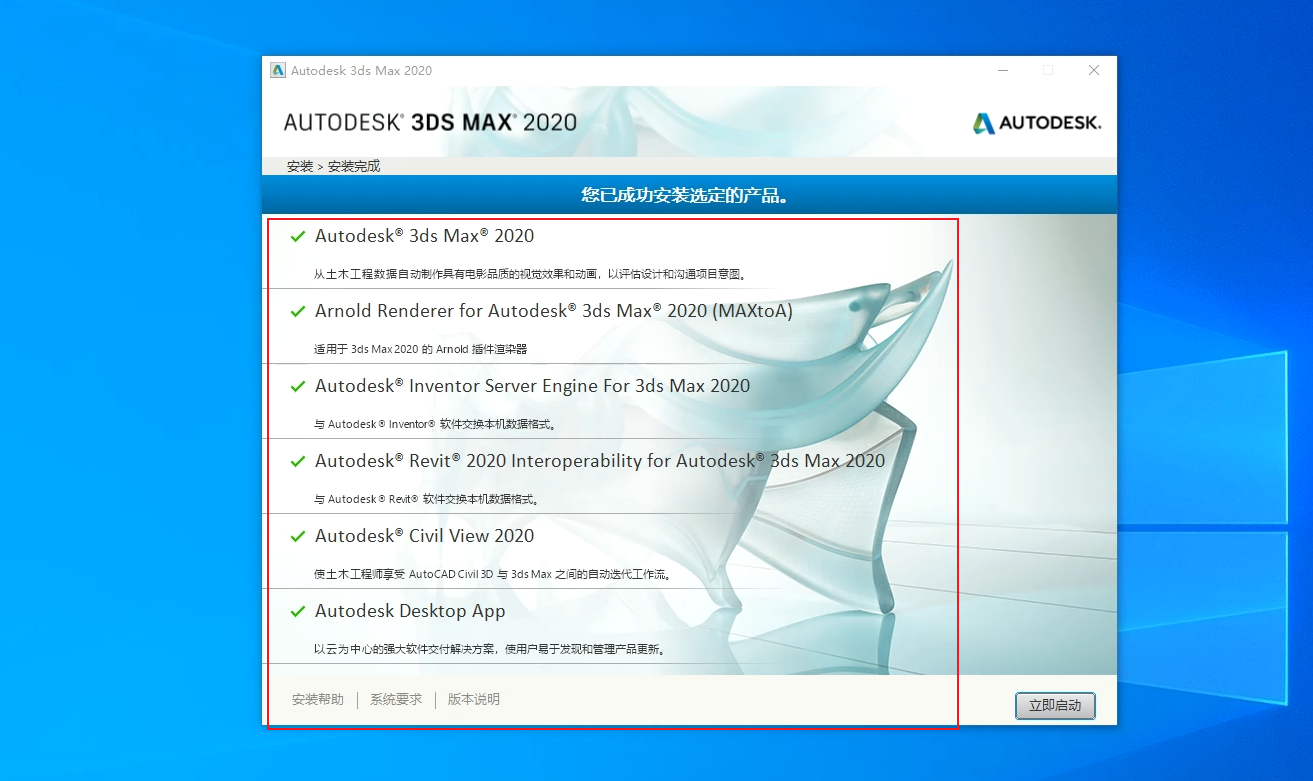 Autodesk 3ds Max 2020
AUTODESK® 3DS MAX® 2020
AUTODESK.
安装 > 安装完成
您已成功安装选定的产品。
Autodesk® 3ds Max® 2020
从土木工程数据自动制作具有电影品质的视觉效果和动画，以评估设计和沟通项目意图。
Arnold Renderer for Autodesk® 3ds Max® 2020 (MAXtoA)
适用于 3ds Max 2020 的 Arnold 插件渲染器
Autodesk® Inventor Server Engine For 3ds Max 2020
与 Autodesk® Inventor® 软件交换本机数据格式。
Autodesk® Revit® 2020 Interoperability for Autodesk® 3ds Max 2020
与 Autodesk® Revit® 软件交换本机数据格式。
Autodesk® Civil View 2020
使土木工程师享受 AutoCAD Civil 3D 与 3ds Max 之间的自动迭代工作流。
Autodesk Desktop App
以云为中心的强大软件交付解决方案，使用户易于发现和管理产品更新。
安装帮助 | 系统要求 | 版本说明
立即启动